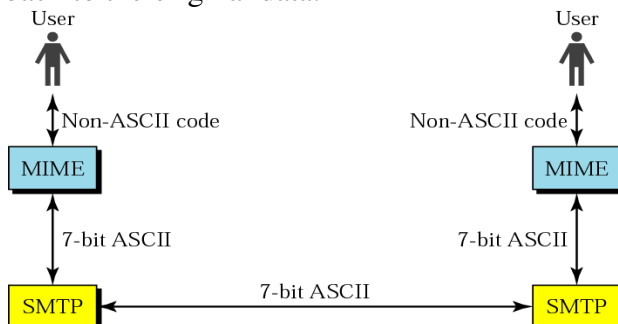 User User
Non-ASCII code Non-ASCII code
MIME MIME
7-bit ASCII 7-bit ASCII
7-bit ASCII
SMTP SMTP